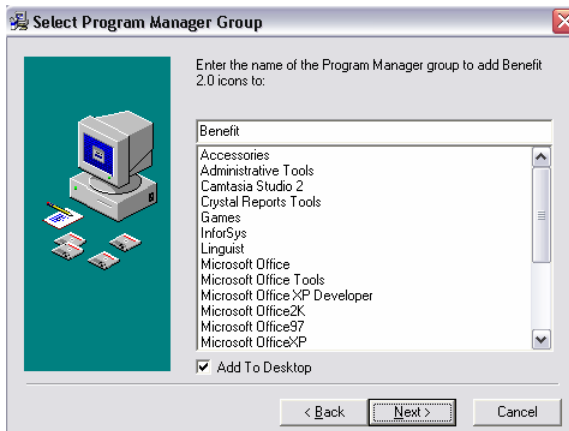 Select Program Manager Group
Enter the name of the Program Manager group to add Benefit
2.0 icons to:
Benefit
Accessories
Administrative Tools
Camtasia Studio 2
Crystal Reports Tools
Games
InforSys
Linguist
Microsoft Office
Microsoft Office Tools
Microsoft Office XP Developer
Microsoft Office2K
Microsoft Office97
Microsoft OfficeXP
Add To Desktop
< Back
Next >
Cancel